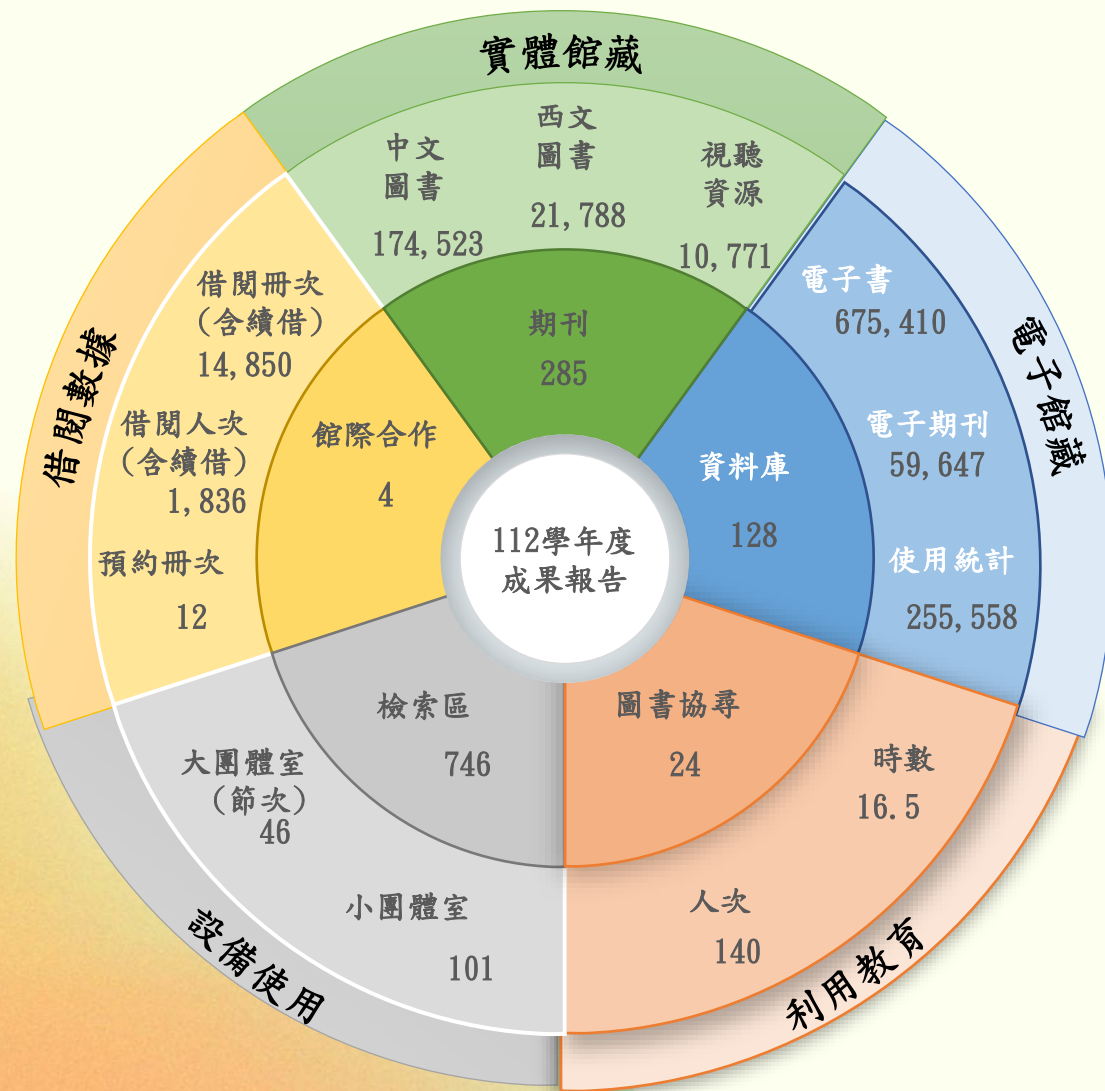 實體館藏
中文
圖書
174,523
西文
圖書
21,788
視聽
資源
10,771
期刊
285
電子館藏
電子書
675,410
電子期刊
59,647
使用統計
255,558
資料庫
128
利用教育
時數
16.5
人次
140
圖書協尋
24
設備使用
檢索區
746
大團體室
(節次)
46
小團體室
101
借閱數據
借閱冊次
(含續借)
14,850
借閱人次
(含續借)
1,836
預約冊次
12
館際合作
4
112學年度
成果報告